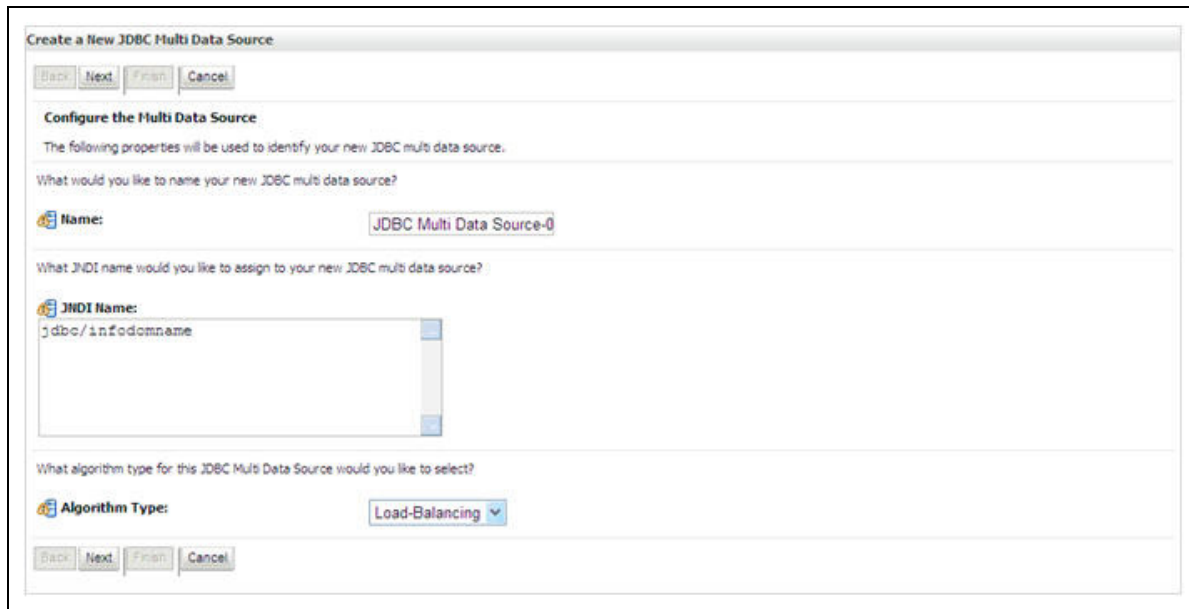 Create a New JDBC Multi Data Source
Back Next Finish Cancel
Configure the Multi Data Source
The following properties will be used to identify your new JDBC multi data source.
What would you like to name your new JDBC multi data source?
Name: JDBC Multi Data Source-0
What JNDI name would you like to assign to your new JDBC multi data source?
JNDI Name:
jdbc/infodomname
What algorithm type for this JDBC Multi Data Source would you like to select?
Algorithm Type: Load-Balancing
Back Next Finish Cancel